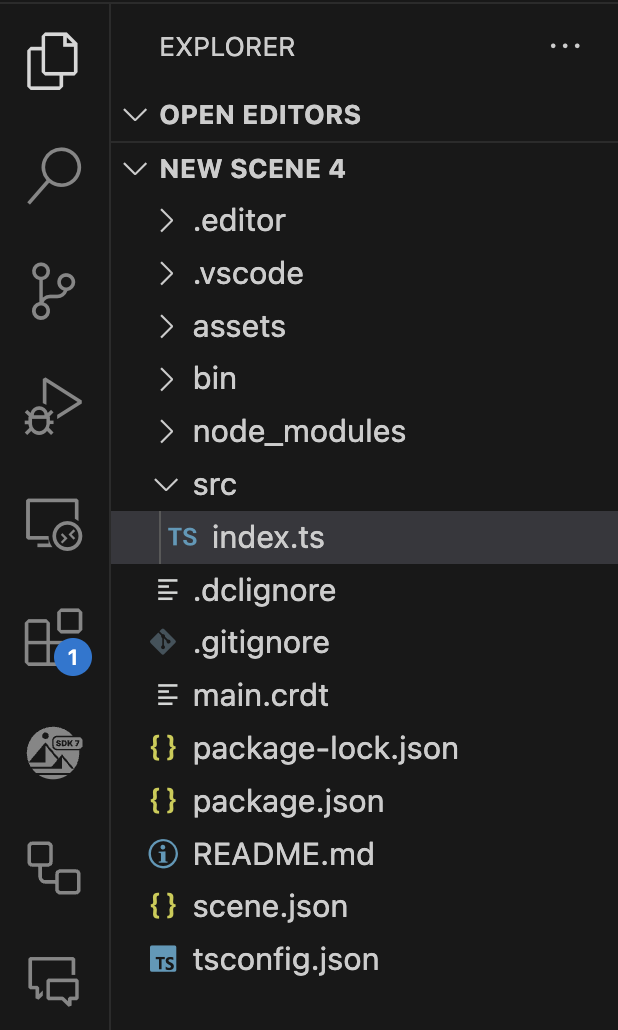 EXPLORER
OPEN EDITORS
NEW SCENE 4
.editor
.vscode
assets
bin
node_modules
src
TS index.ts
.dclignore
.gitignore
main.crdt
{} package-lock.json
{} package.json
README.md
{} scene.json
TS tsconfig.json
1
SDK 7